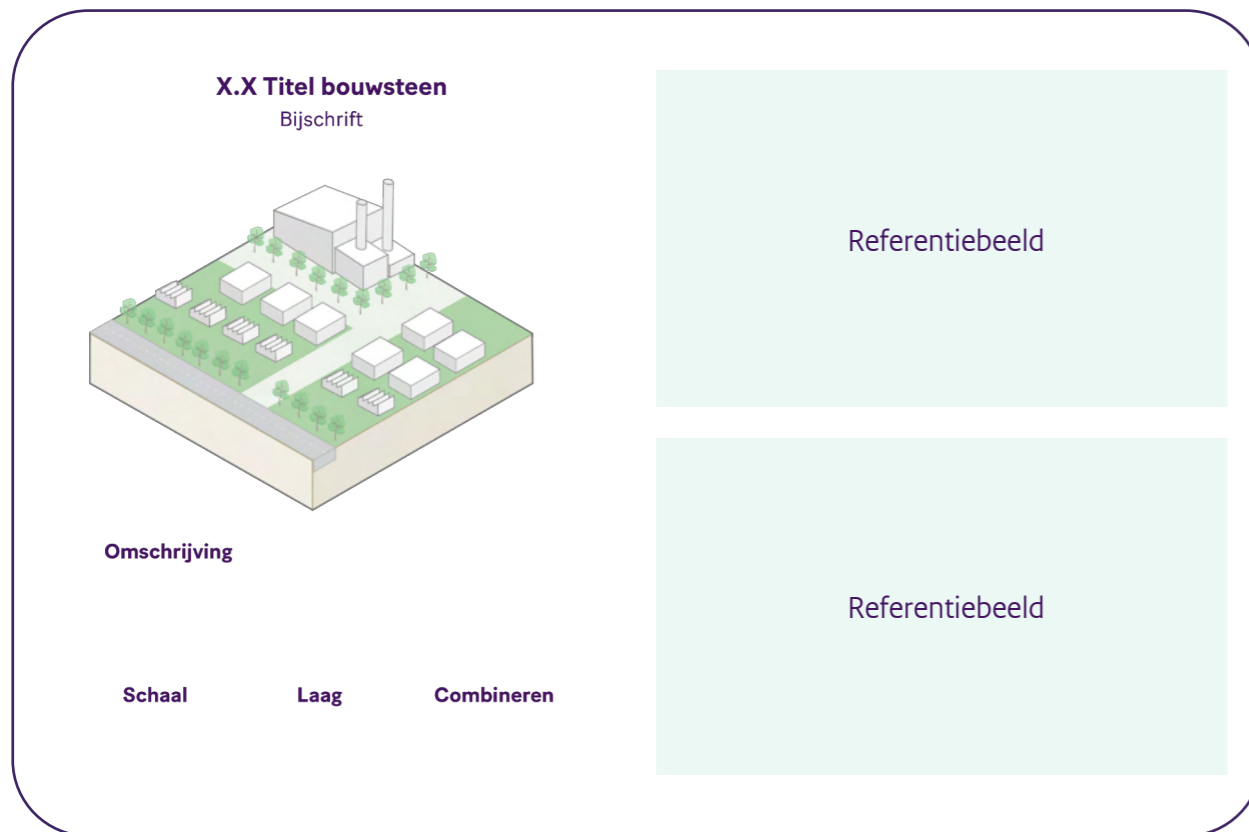 X.X Titel bouwsteen
Bijschrift
Omschrijving
Schaal
Laag
Combineren
Referentiebeeld
Referentiebeeld